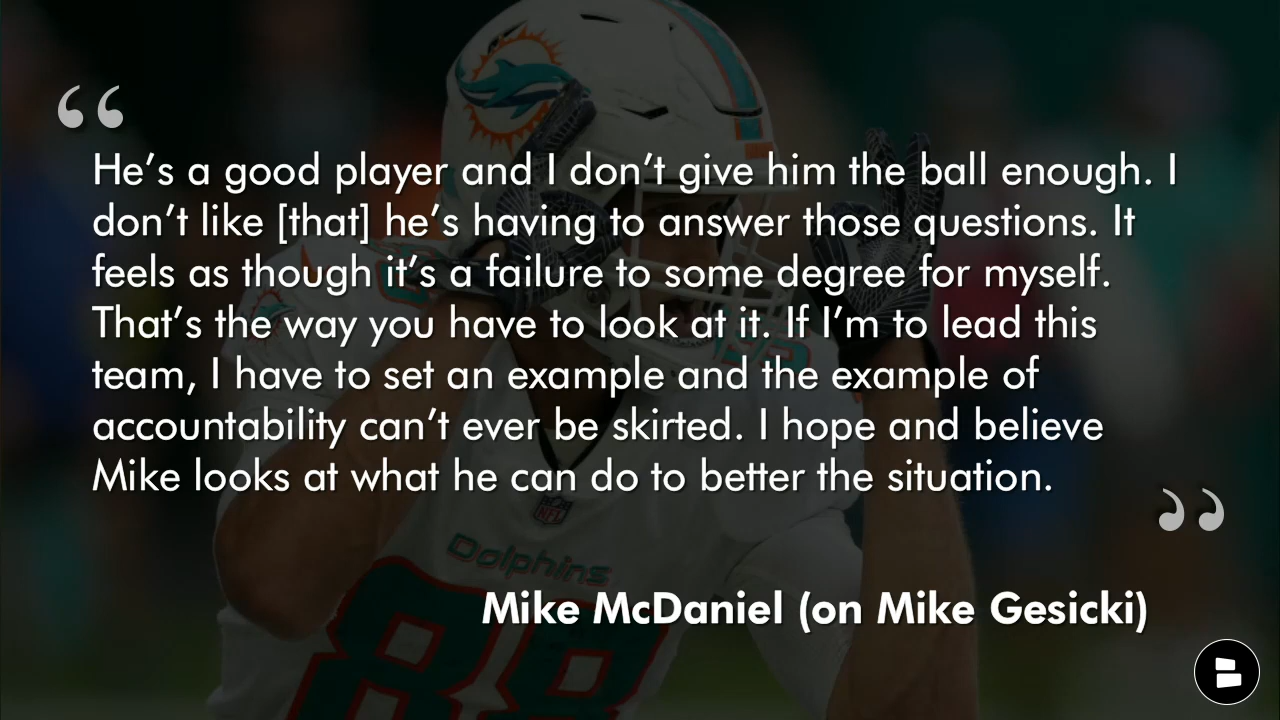 “
He’s a good player and I don’t give him the ball enough. I
don’t like [that] he’s having to answer those questions. It
feels as though it’s a failure to some degree for myself.
That’s the way you have to look at it. If I’m to lead this
team, I have to set an example and the example of
accountability can’t ever be skirted. I hope and believe
Mike looks at what he can do to better the situation.
”
NFL
Dolphins
88
Mike McDaniel (on Mike Gesicki)